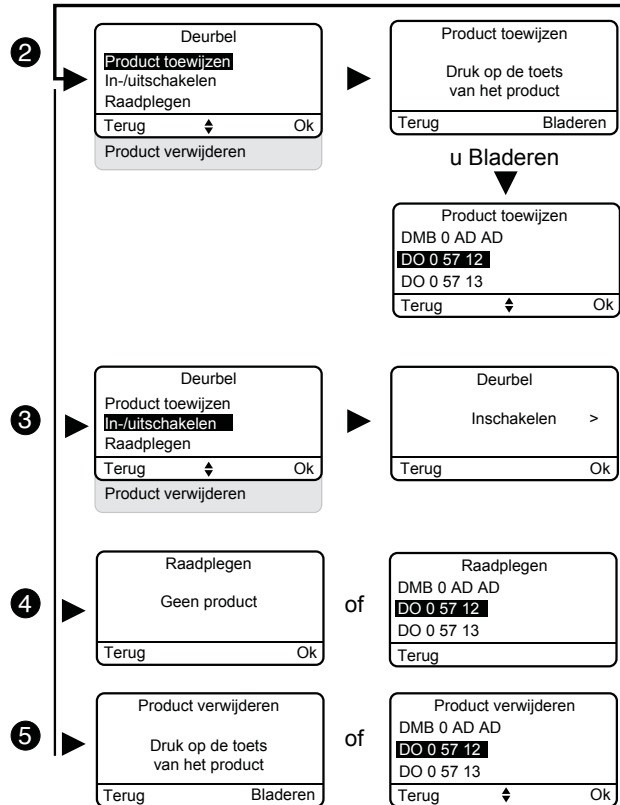 2
Deurbel
Product toewijzen
In-/uitschakelen
Raadplegen
Terug Ok
Product verwijderen
Product toewijzen
Druk op de toets
van het product
Terug Bladeren
u Bladeren
Product toewijzen
DMB 0 AD AD
DO 0 57 12
DO 0 57 13
Terug Ok
3
Deurbel
Product toewijzen
In-/uitschakelen
Raadplegen
Terug Ok
Product verwijderen
Deurbel
Inschakelen >
Terug Ok
4
Raadplegen
Geen product
Terug Ok
of
Raadplegen
DMB 0 AD AD
DO 0 57 12
DO 0 57 13
Terug
5
Product verwijderen
Druk op de toets
van het product
Terug Bladeren
of
Product verwijderen
DMB 0 AD AD
DO 0 57 12
DO 0 57 13
Terug Ok